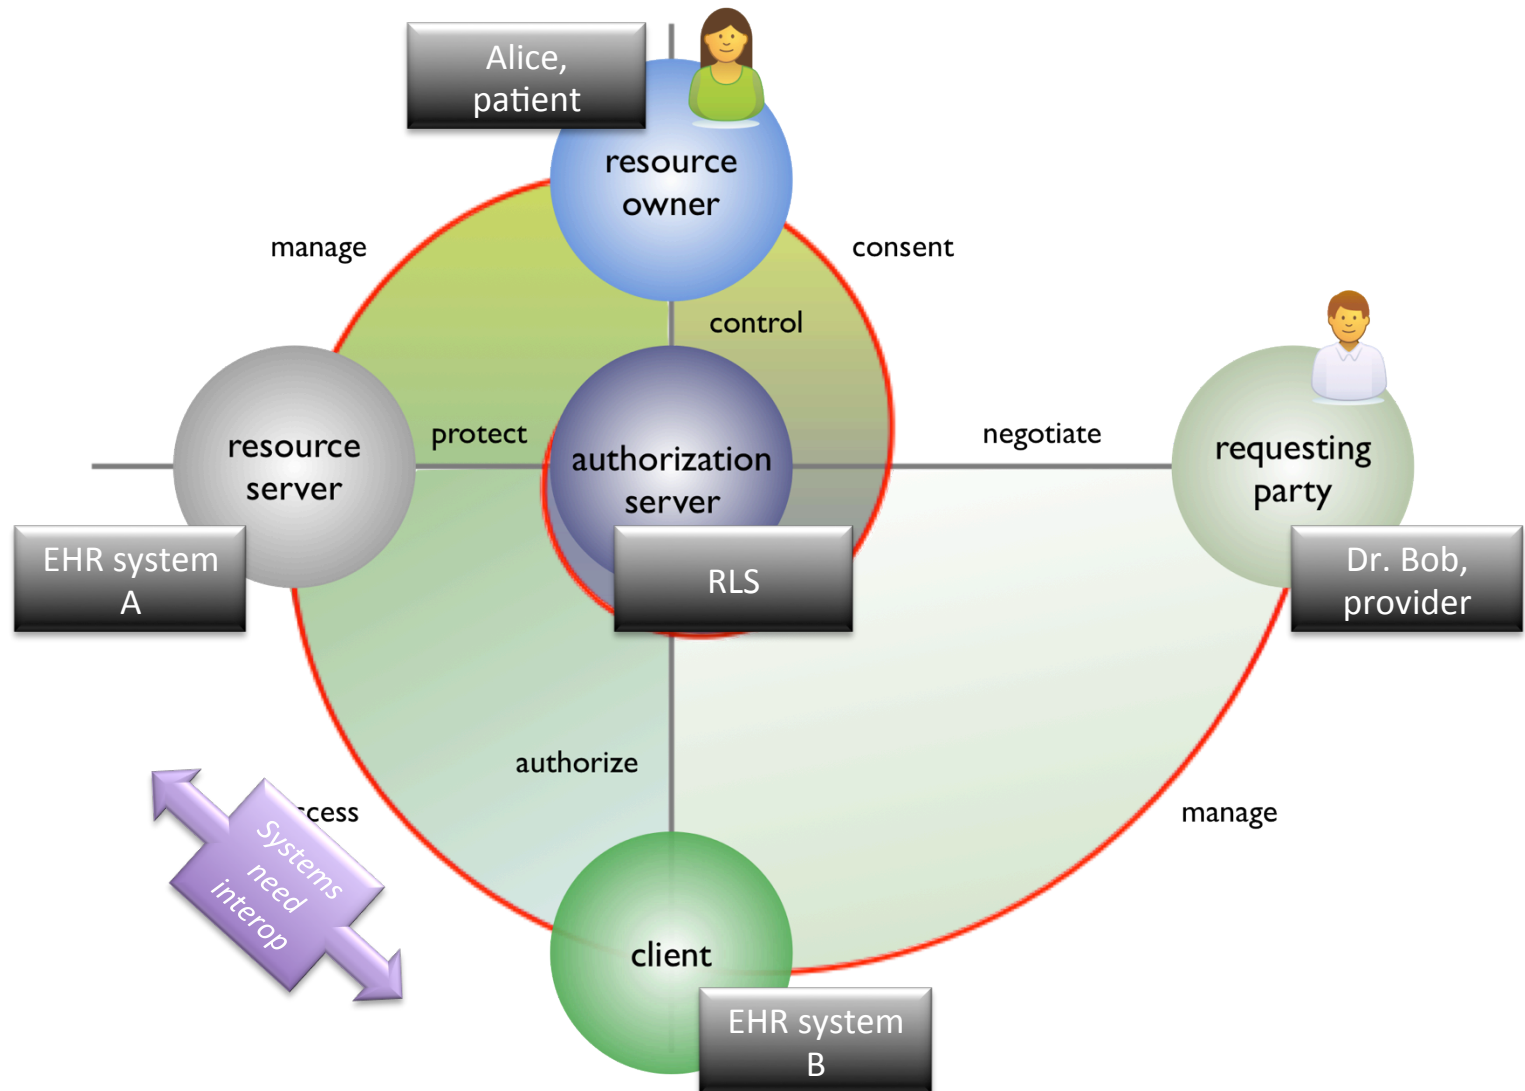 Alice,
patient
resource
owner
manage
consent
control
protect
negotiate
resource
server
authorization
server
requesting
party
EHR system
A
RLS
Dr. Bob,
provider
authorize
manage
Systems
need
interop
client
EHR system
B